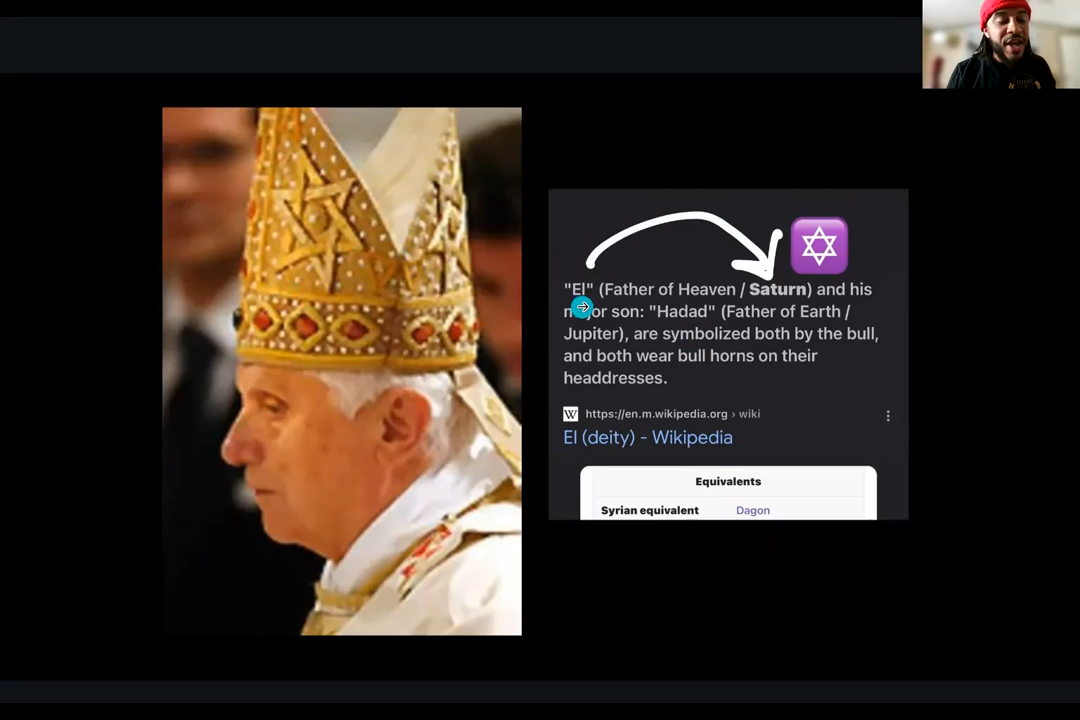 "El" (Father of Heaven / Saturn) and his
major son: "Hadad" (Father of Earth /
Jupiter), are symbolized both by the bull,
and both wear bull horns on their
headdresses.
https://en.m.wikipedia.org › wiki
El (deity) - Wikipedia
Equivalents
Syrian equivalent Dagon